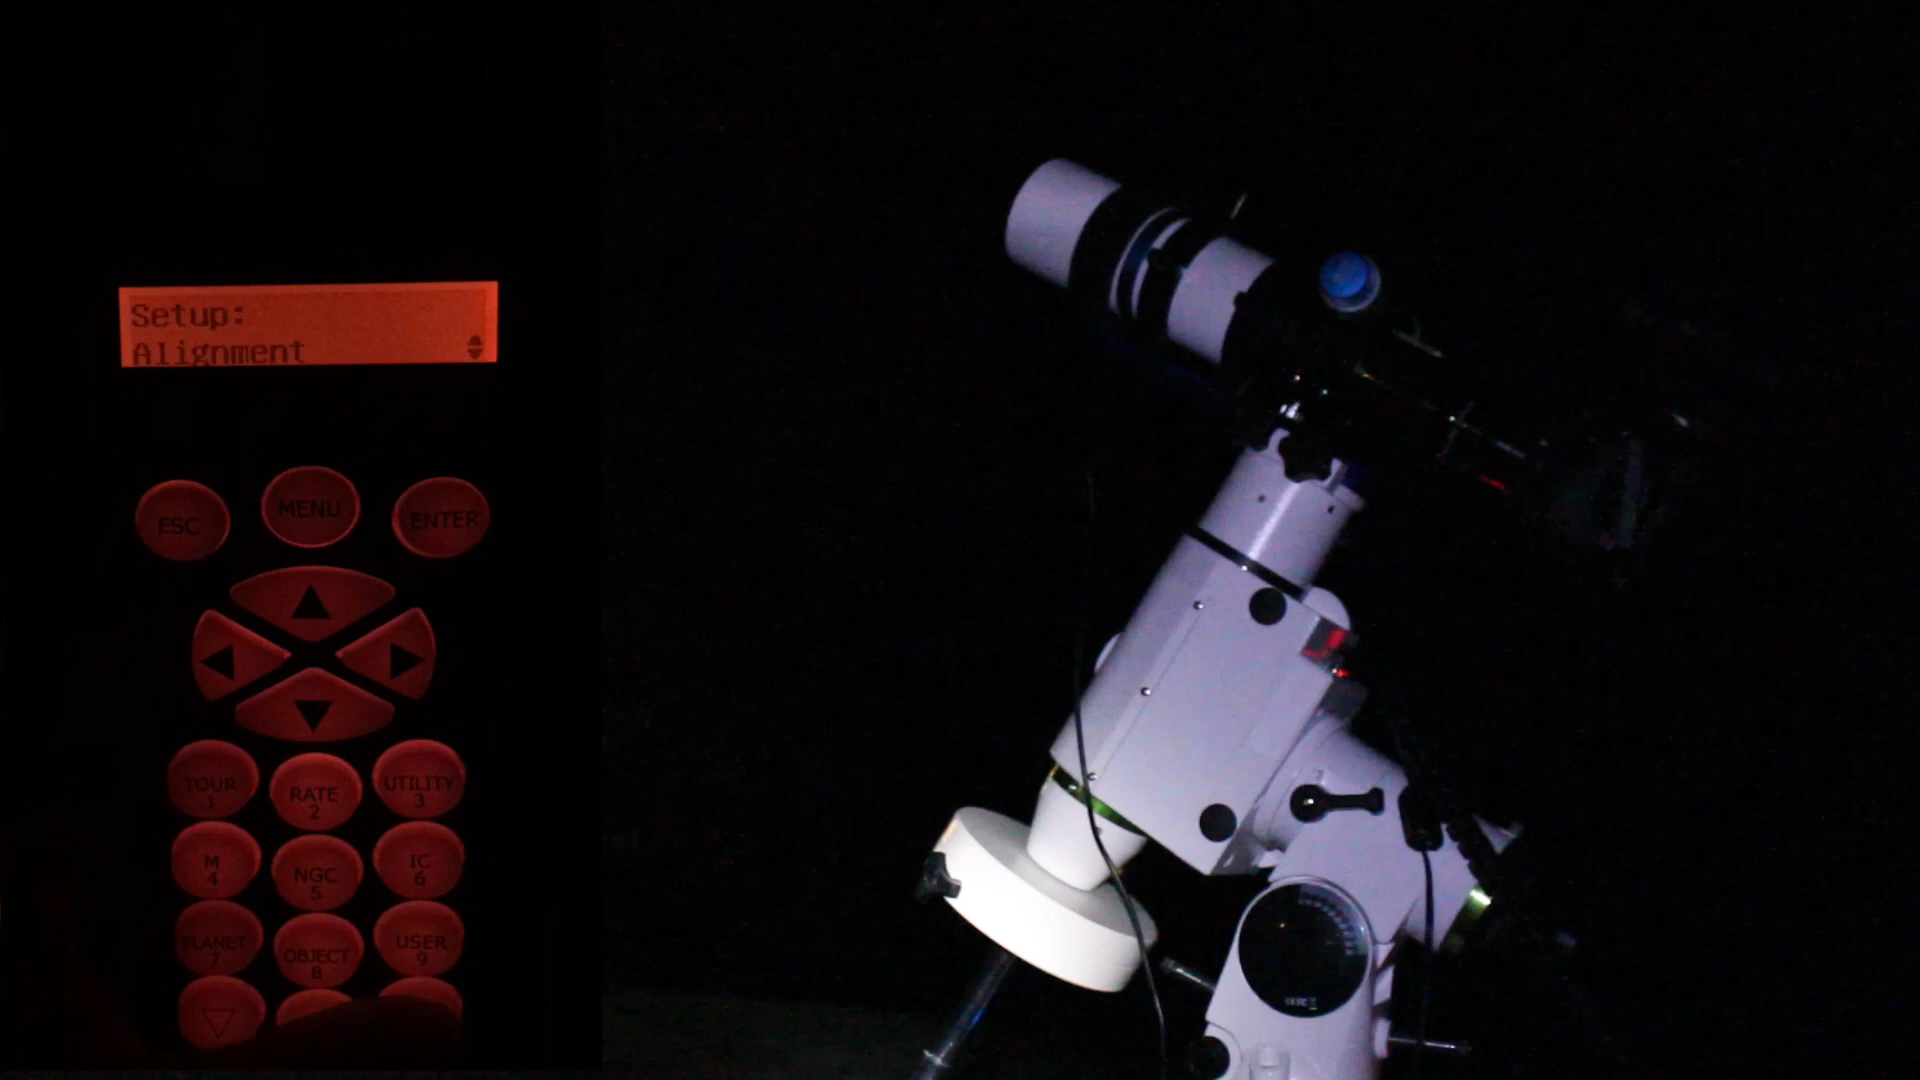 Setup:
Alignment
ESC
MENU
ENTER
TOUR
1
RATE
2
UTILITY
3
M
4
NGC
5
IC
6
PLANET
7
OBJECT
8
USER
9